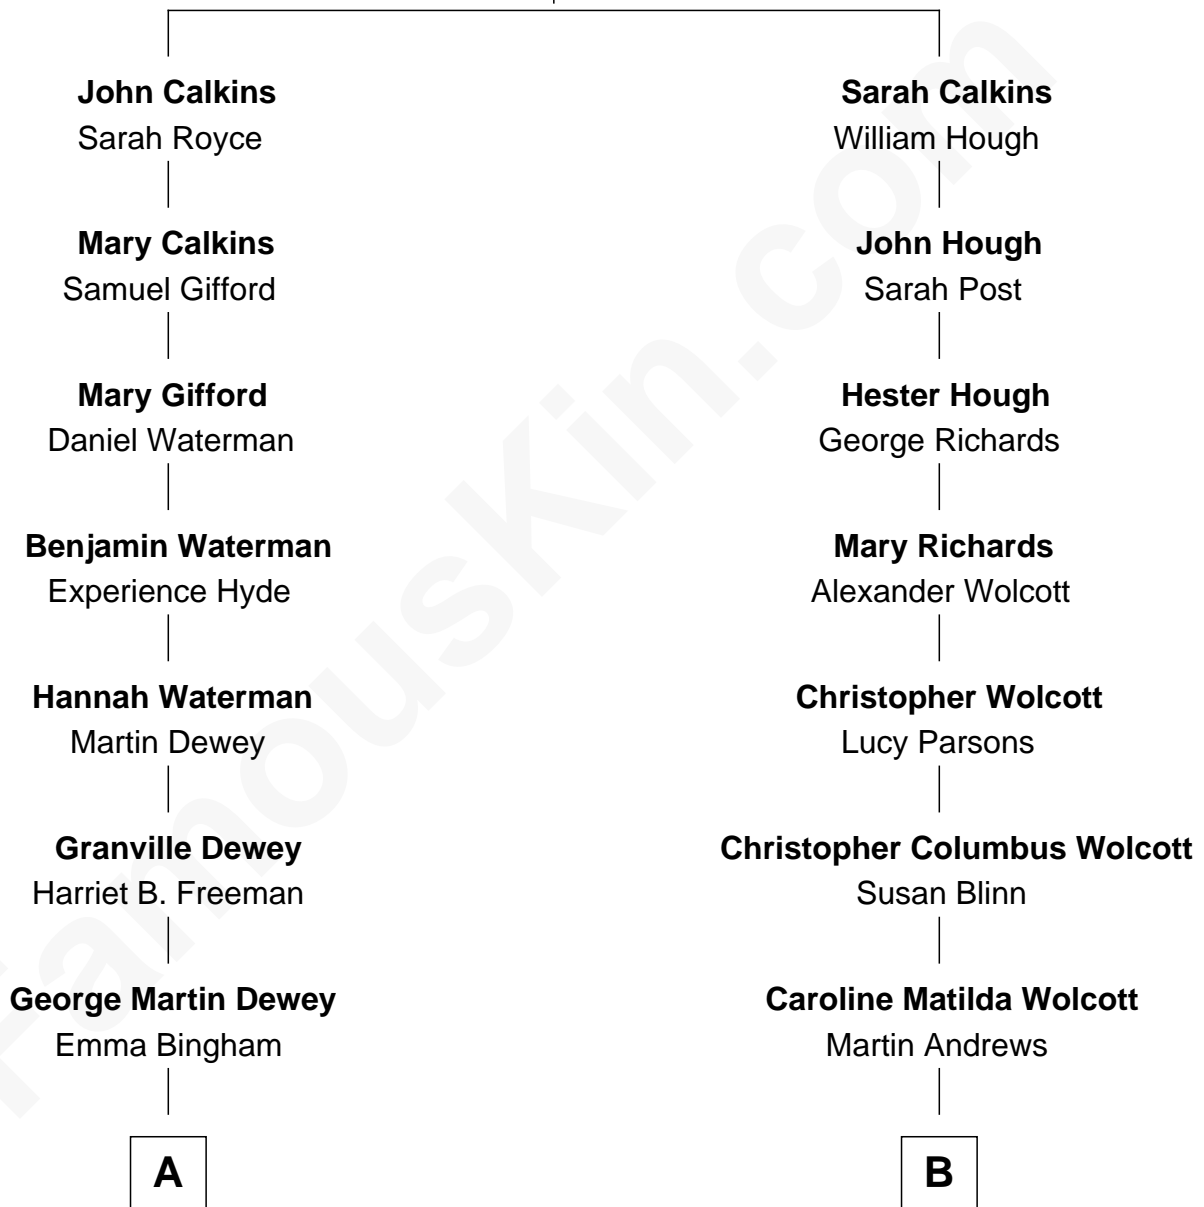 John Calkins
Sarah Royce
Mary Calkins
Samuel Gifford
Mary Gifford
Daniel Waterman
Benjamin Waterman
Experience Hyde
Hannah Waterman
Martin Dewey
Granville Dewey
Harriet B. Freeman
George Martin Dewey
Emma Bingham
A
Sarah Calkins
William Hough
John Hough
Sarah Post
Hester Hough
George Richards
Mary Richards
Alexander Wolcott
Christopher Wolcott
Lucy Parsons
Christopher Columbus Wolcott
Susan Blinn
Caroline Matilda Wolcott
Martin Andrews
B
FamousKin.com